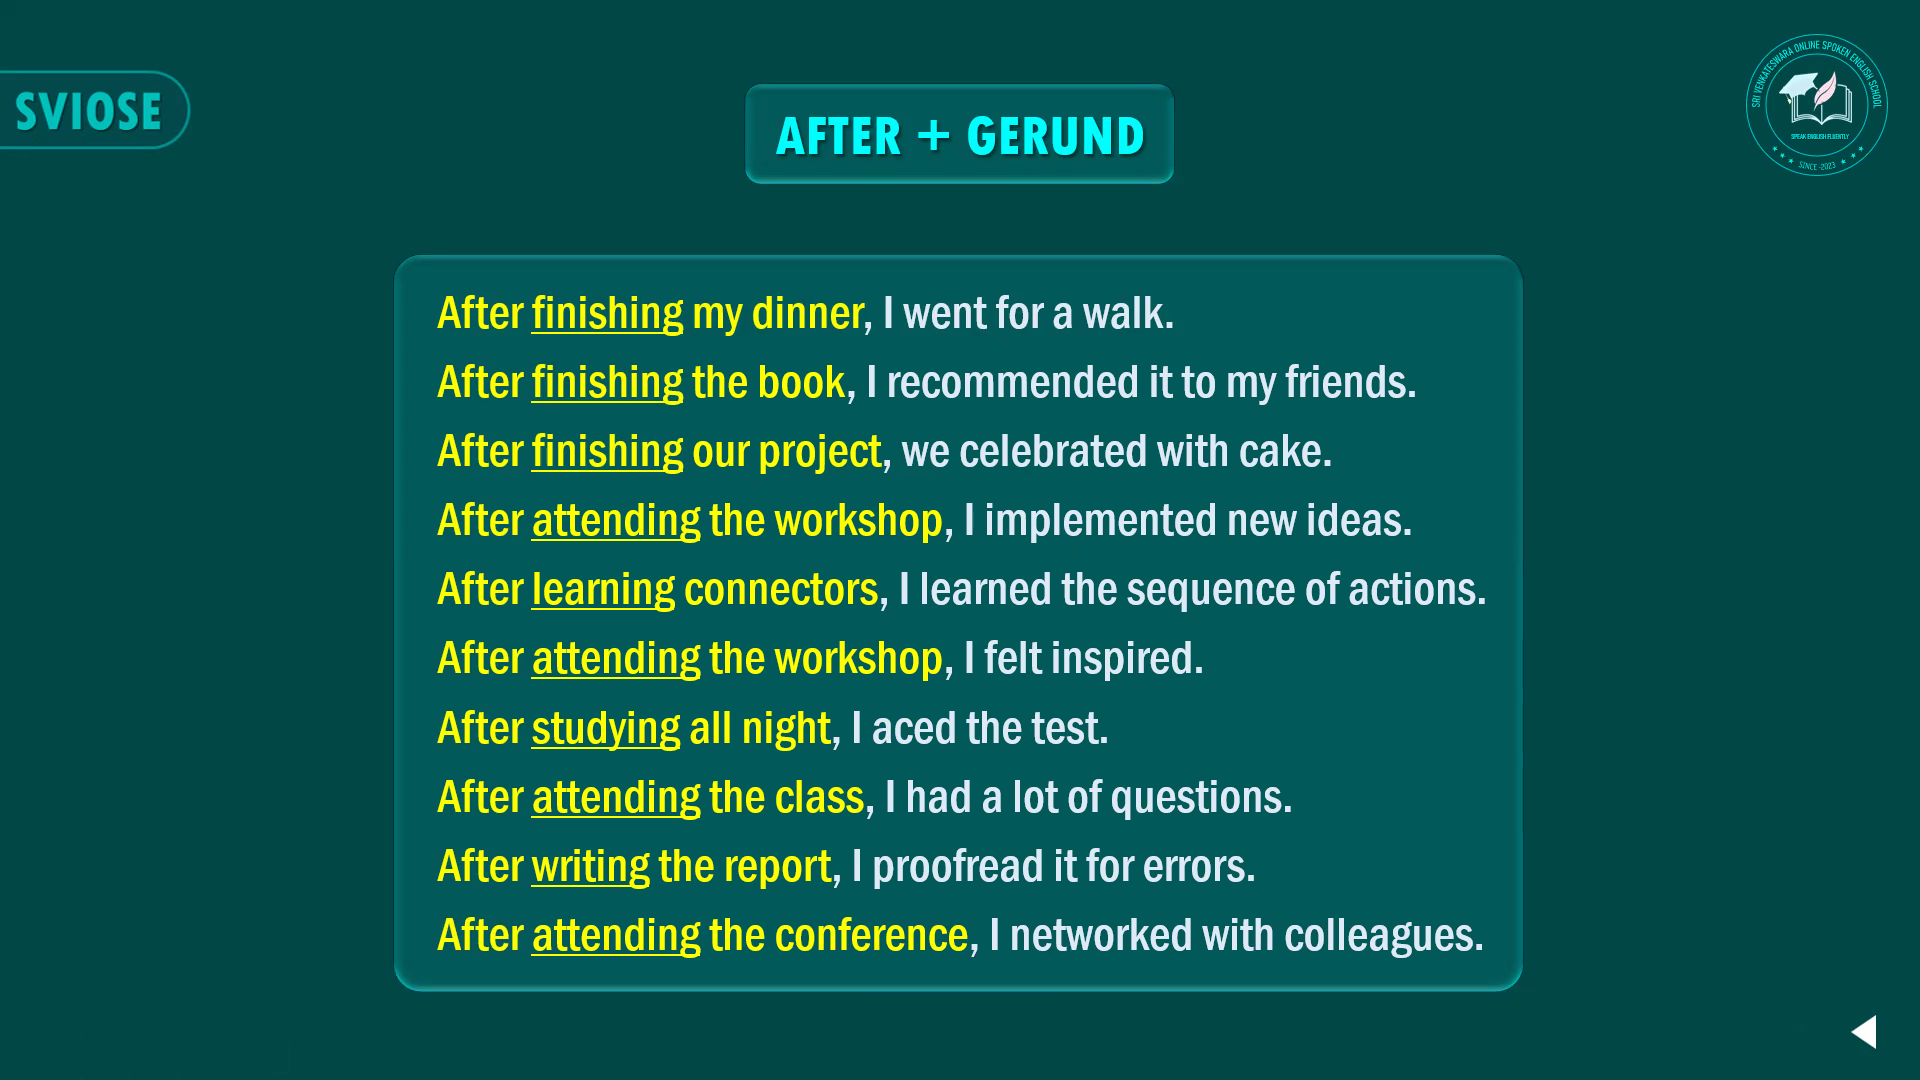 SVIOSE
AFTER + GERUND
SRI VENKATESWARA ONLINE SPOKEN ENGLISH SCHOOL
SPEAK ENGLISH FLUENTLY
SINCE -2023
After finishing my dinner, I went for a walk.
After finishing the book, I recommended it to my friends.
After finishing our project, we celebrated with cake.
After attending the workshop, I implemented new ideas.
After learning connectors, I learned the sequence of actions.
After attending the workshop, I felt inspired.
After studying all night, I aced the test.
After attending the class, I had a lot of questions.
After writing the report, I proofread it for errors.
After attending the conference, I networked with colleagues.